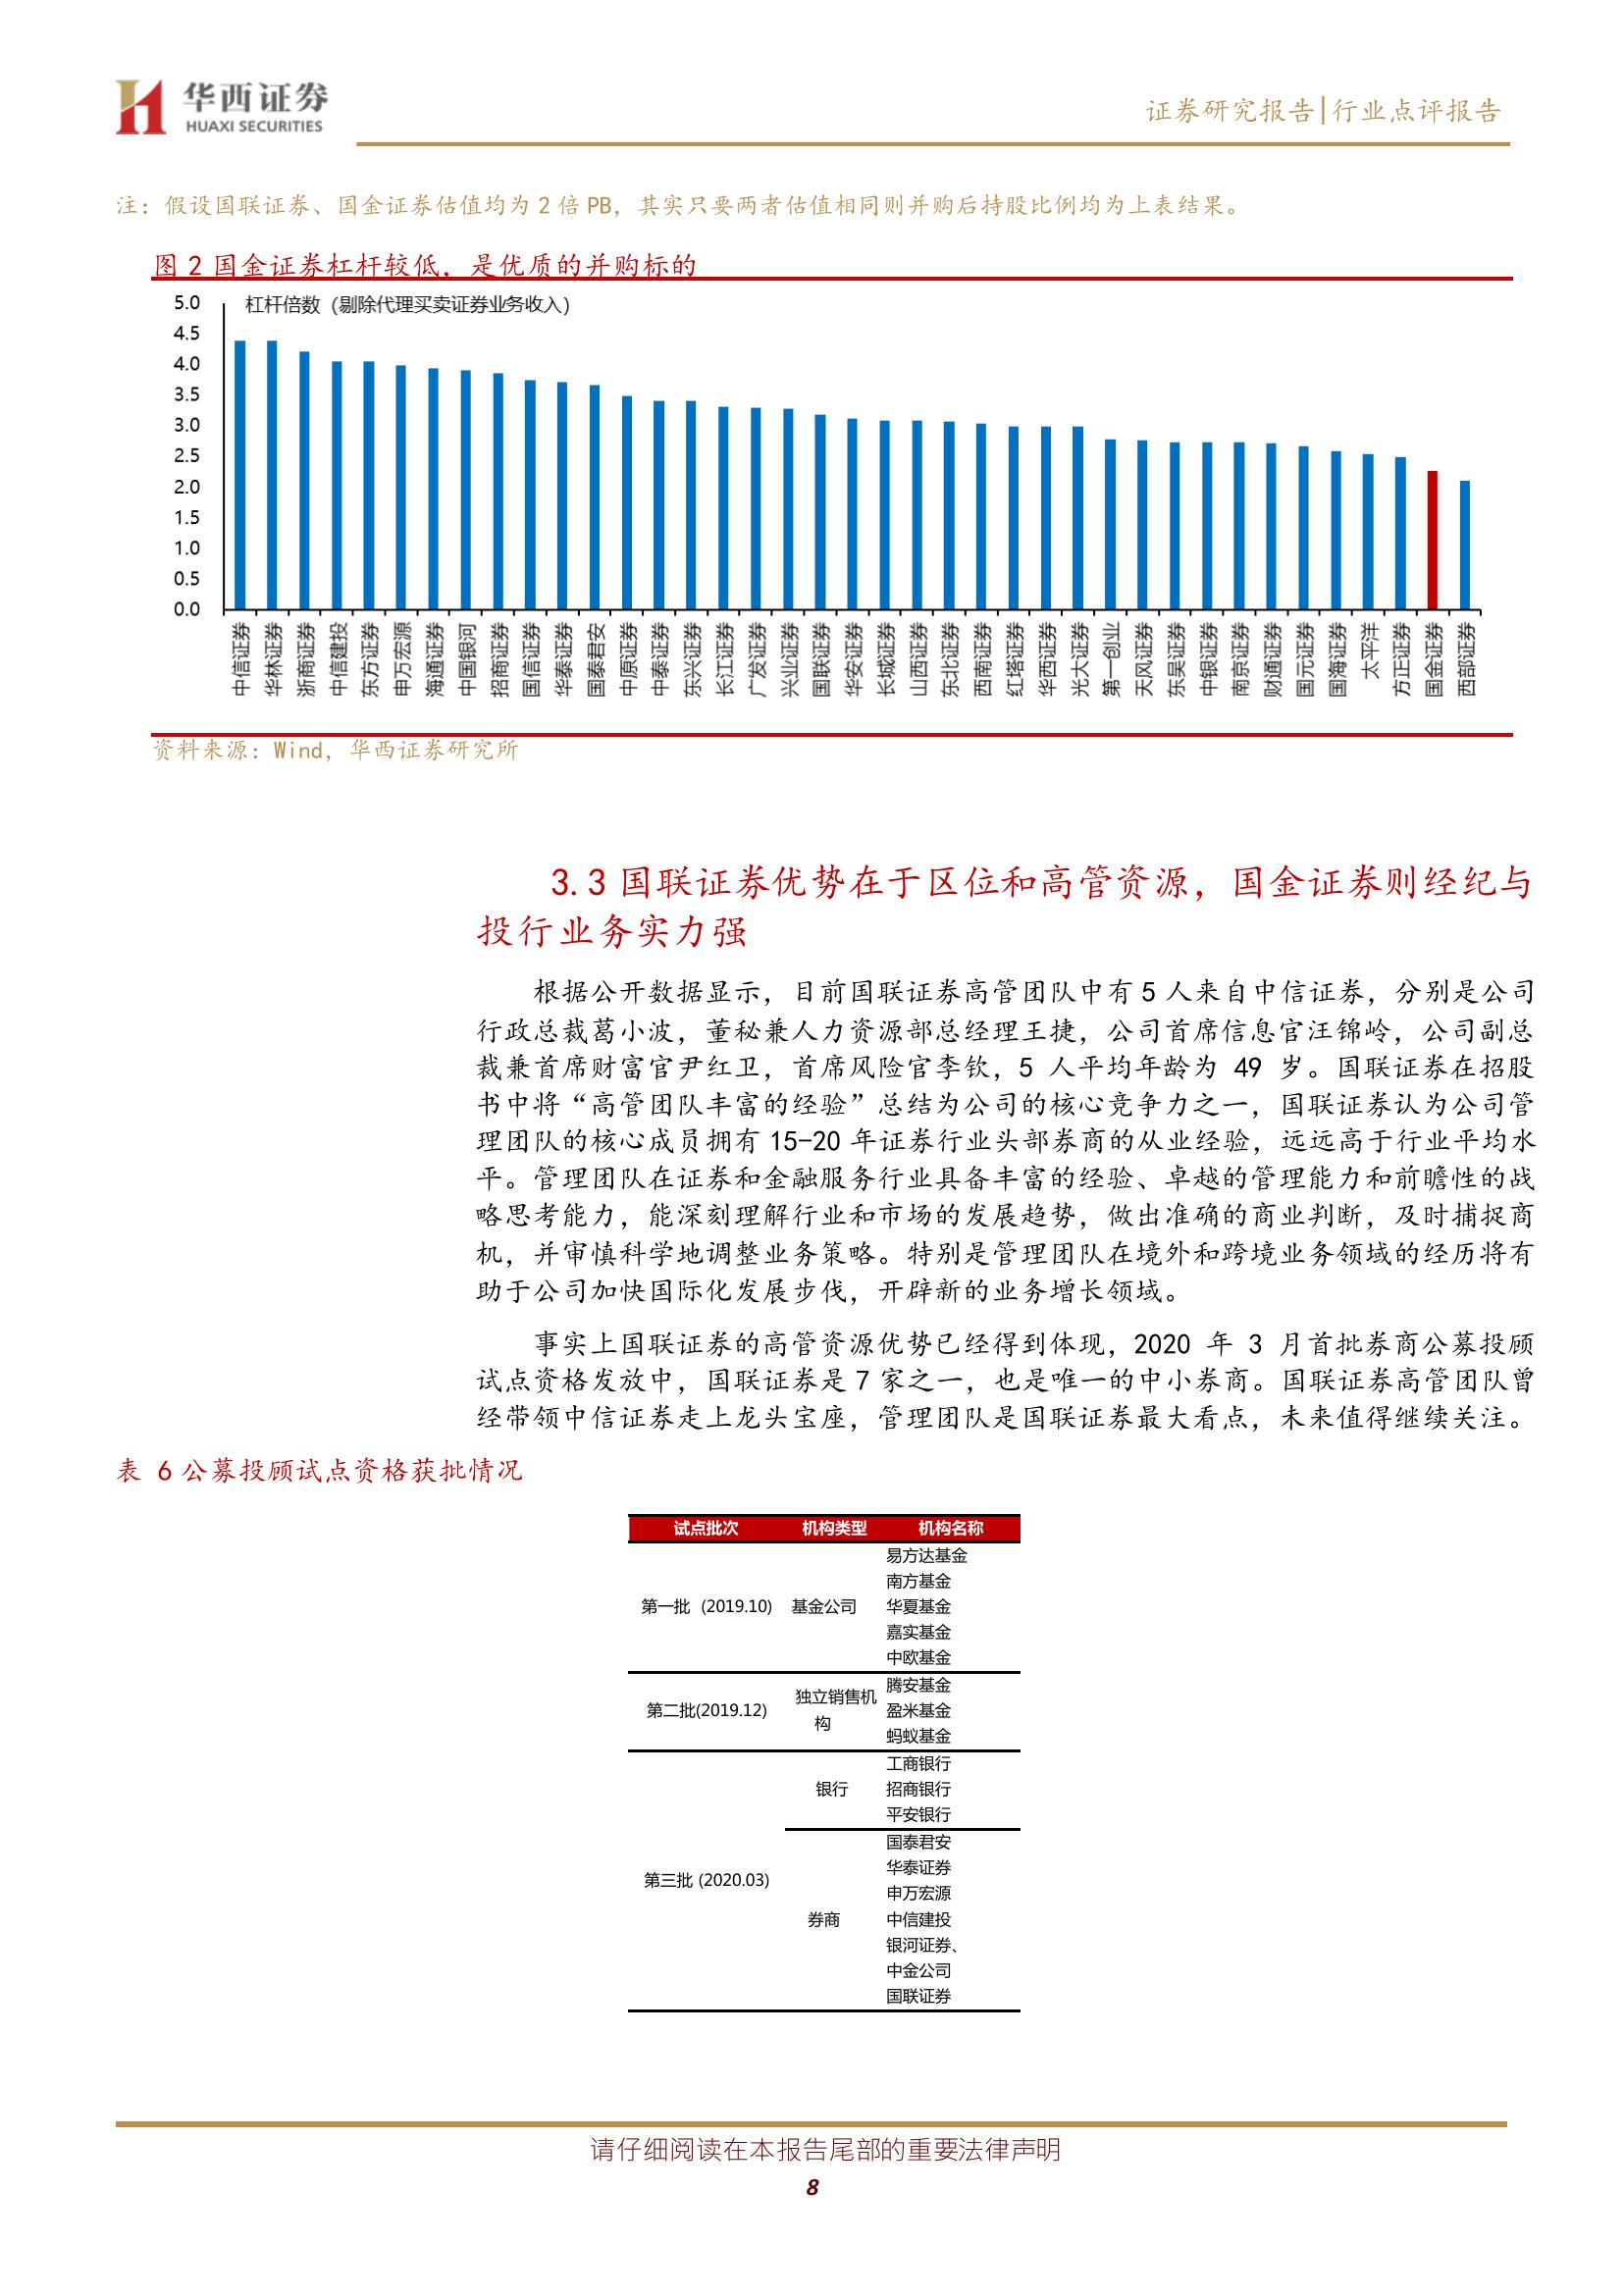 华西证券
HUAXI SECURITIES
证券研究报告|行业点评报告
注：假设国联证券、国金证券估值均为 2 倍 PB，其实只要两者估值相同则并购后持股比例均为上表结果。
图 2 国金证券杠杆较低，是优质的并购标的
杠杆倍数（剔除代理买卖证券业务收入）
5.0
4.5
4.0
3.5
3.0
2.5
2.0
1.5
1.0
0.5
0.0
中信证券
华林证券
浙商证券
中信建投
东方证券
申万宏源
海通证券
中国银河
招商证券
国信证券
华泰证券
国泰君安
中原证券
中泰证券
东兴证券
长江证券
广发证券
兴业证券
国联证券
华安证券
长城证券
山西证券
东北证券
西南证券
红塔证券
华西证券
光大证券
第一创业
天风证券
东吴证券
中银证券
南京证券
财通证券
国元证券
国海证券
太平洋
方正证券
国金证券
西部证券
资料来源：Wind，华西证券研究所
3.3 国联证券优势在于区位和高管资源，国金证券则经纪与
投行业务实力强
根据公开数据显示，目前国联证券高管团队中有 5 人来自中信证券，分别是公司
行政总裁葛小波，董秘兼人力资源部总经理王捷，公司首席信息官汪锦岭，公司副总
裁兼首席财富官尹红卫，首席风险官李钦，5 人平均年龄为 49 岁。国联证券在招股
书中将“高管团队丰富的经验”总结为公司的核心竞争力之一，国联证券认为公司管
理团队的核心成员拥有 15-20 年证券行业头部券商的从业经验，远远高于行业平均水
平。管理团队在证券和金融服务行业具备丰富的经验、卓越的管理能力和前瞻性的战
略思考能力，能深刻理解行业和市场的发展趋势，做出准确的商业判断，及时捕捉商
机，并审慎科学地调整业务策略。特别是管理团队在境外和跨境业务领域的经历将有
助于公司加快国际化发展步伐，开辟新的业务增长领域。
事实上国联证券的高管资源优势已经得到体现，2020 年 3 月首批券商公募投顾
试点资格发放中，国联证券是 7 家之一，也是唯一的中小券商。国联证券高管团队曾
经带领中信证券走上龙头宝座，管理团队是国联证券最大看点，未来值得继续关注。
表 6 公募投顾试点资格获批情况
试点批次 机构类型 机构名称
第一批 (2019.10) 基金公司
易方达基金
南方基金
华夏基金
嘉实基金
中欧基金
第二批(2019.12)
独立销售机
构
腾安基金
盈米基金
蚂蚁基金
第三批 (2020.03)
银行
工商银行
招商银行
平安银行
券商
国泰君安
华泰证券
申万宏源
中信建投
银河证券、
中金公司
国联证券
请仔细阅读在本报告尾部的重要法律声明
8